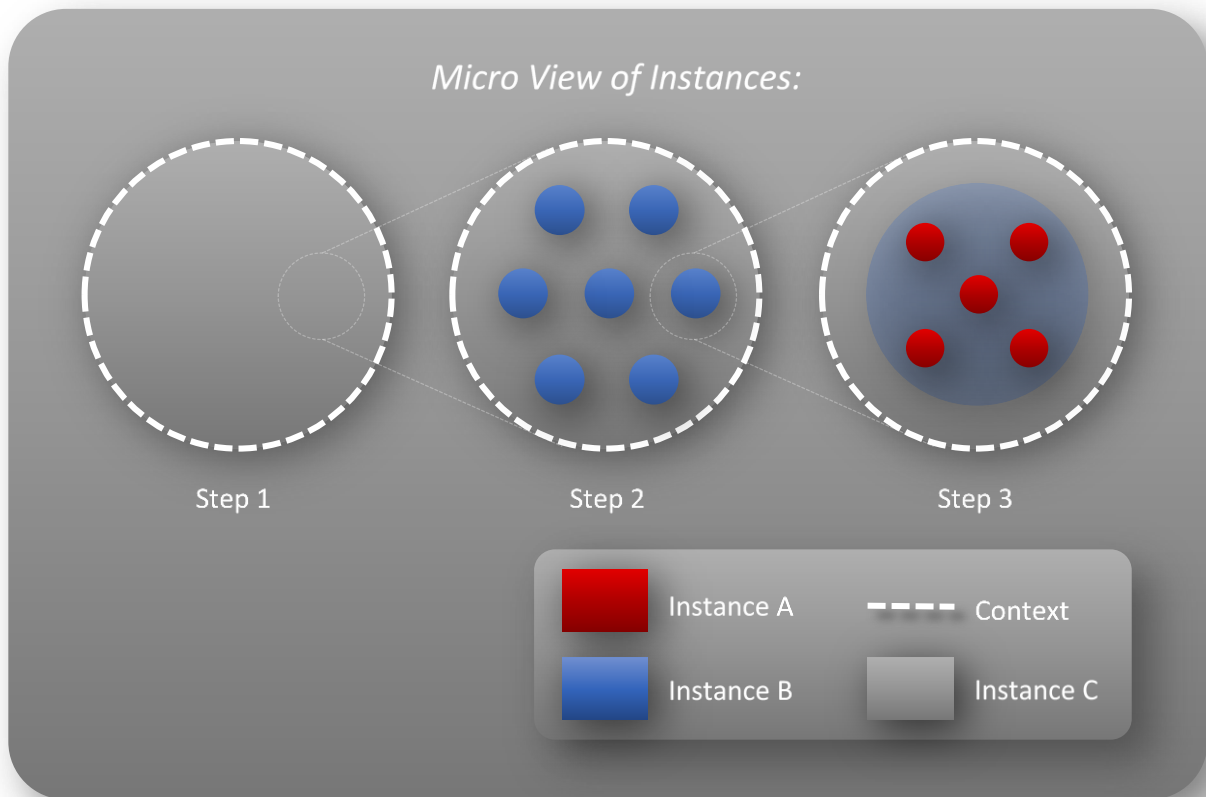 Micro View of Instances:
Step 1
Step 2
Step 3
Instance A
Context
Instance B
Instance C